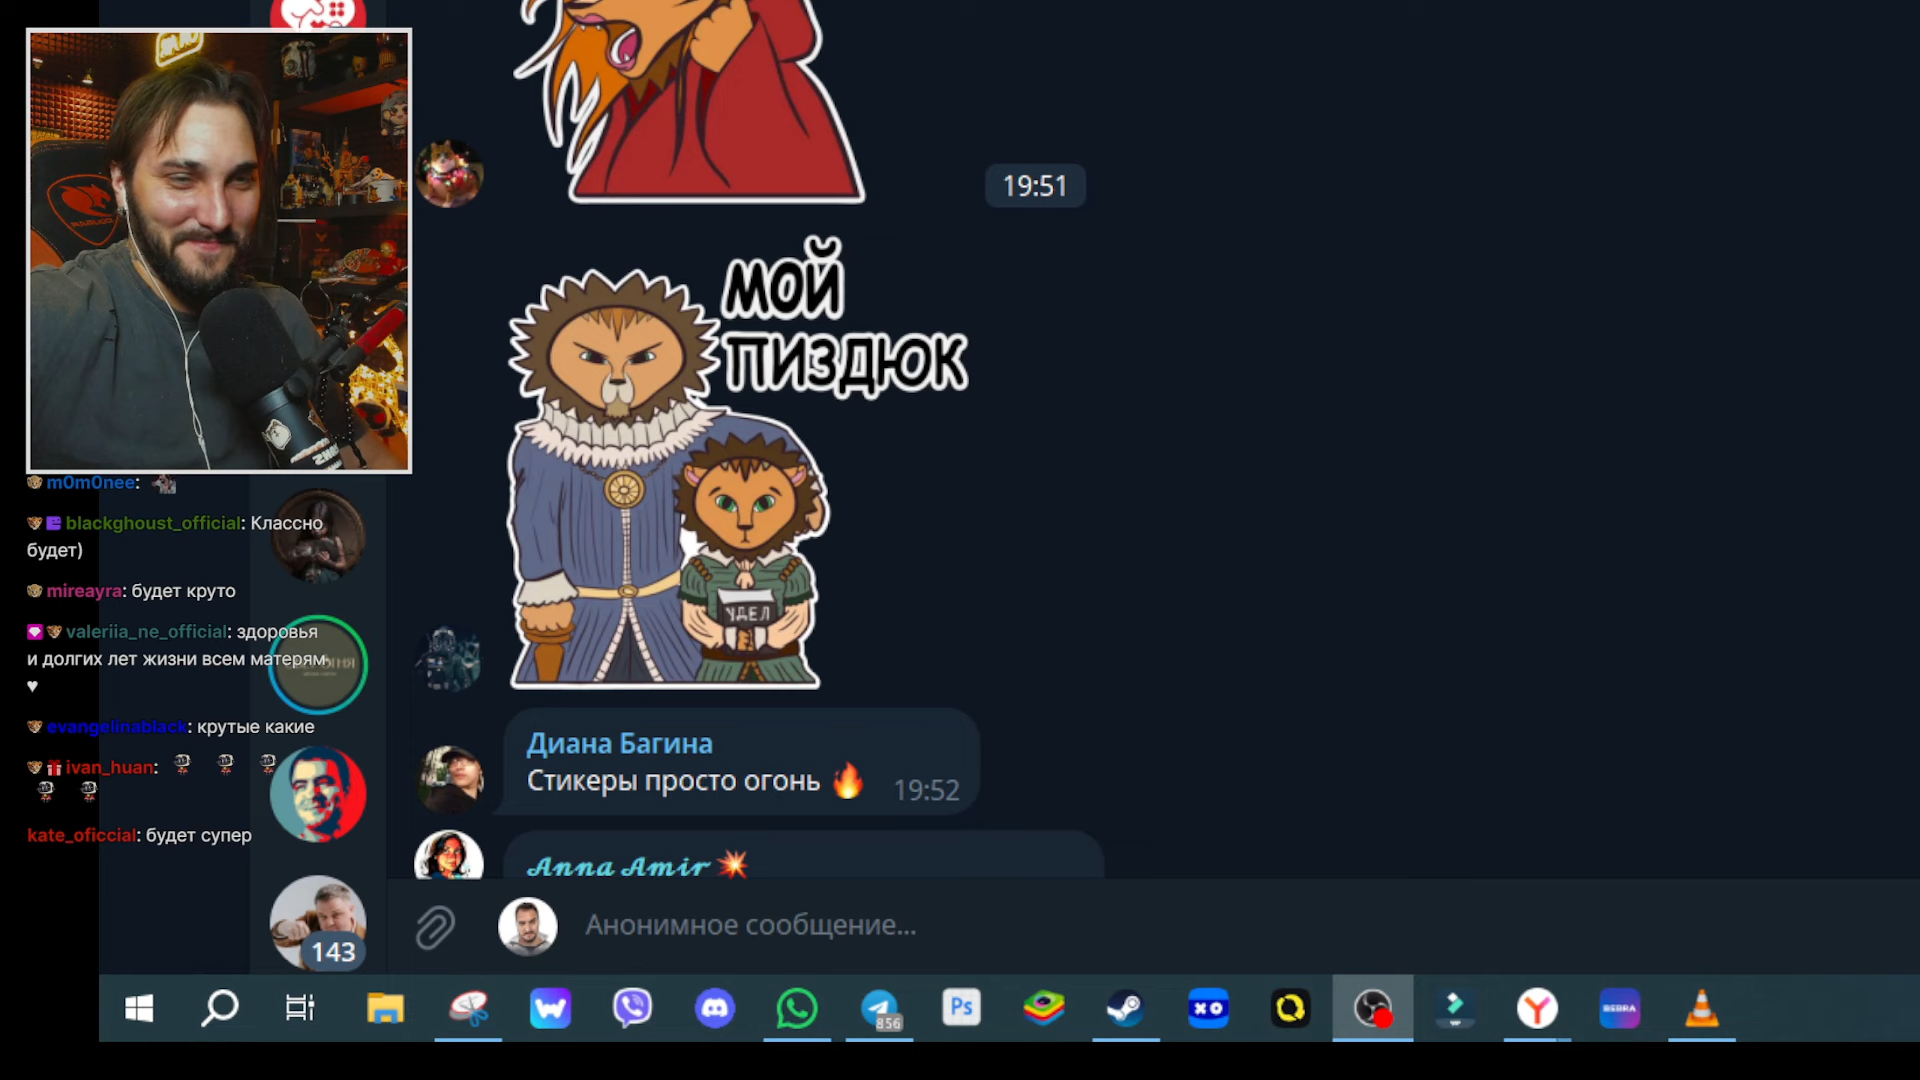 19:51
МОЙ
ПИЗДЮК
УДЕЛ
m0m0nee:
blackghoust_official: Классно
будет)
mireayra: будет круто
valeriia_ne_official: здоровья
и долгих лет жизни всем матерям
♥
evangelinablack: крутые какие
ivan_huan:
kate_oficcial: будет супер
Диана Багина
Стикеры просто огонь 🔥 19:52
Anna Amir 💥
143
Анонимное сообщение...
856
Ps
BEBRA